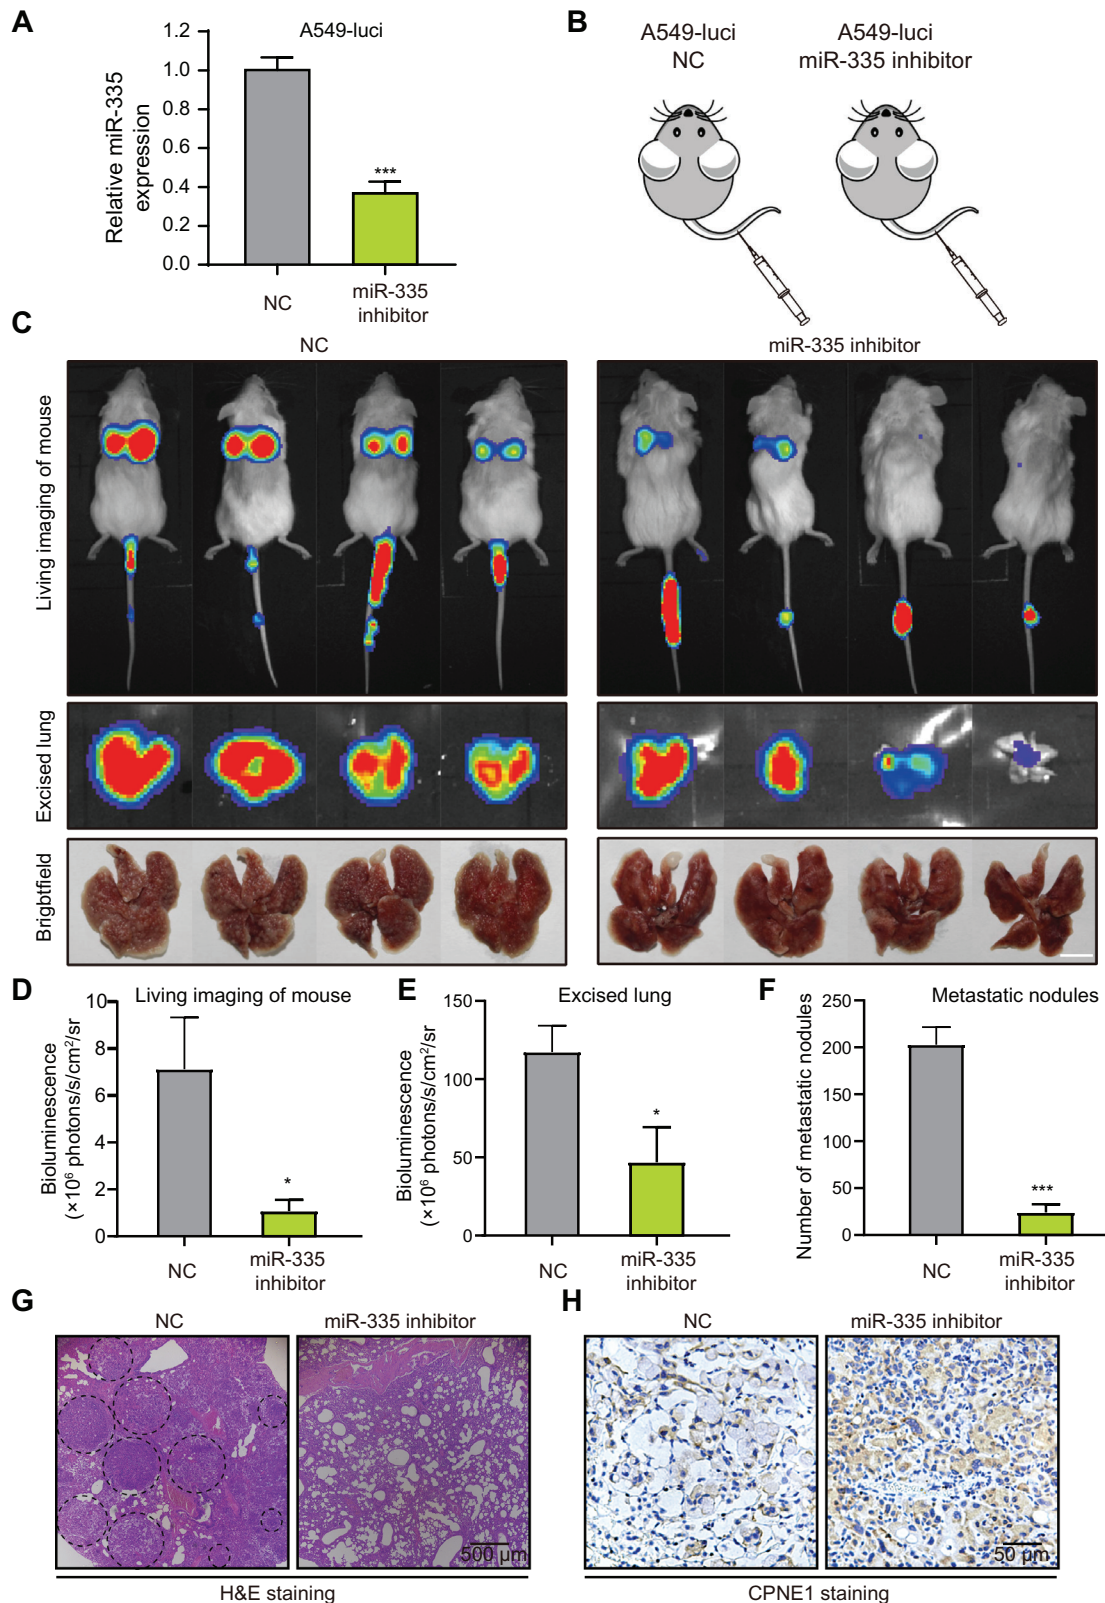 A
A549-luci
Relative miR-335
expression
1.2
1.0
0.8
0.6
0.4
0.2
0.0
***
NC
miR-335
inhibitor
B
A549-luci
NC
A549-luci
miR-335 inhibitor
C
NC
miR-335 inhibitor
Living imaging of mouse
Excised lung
Brightfield
D
Living imaging of mouse
Bioluminescence
(×10⁶ photons/s/cm²/sr)
10
8
6
4
2
0
*
NC
miR-335
inhibitor
E
Excised lung
Bioluminescence
(×10⁶ photons/s/cm²/sr)
150
100
50
0
*
NC
miR-335
inhibitor
F
Metastatic nodules
Number of metastatic nodules
250
200
150
100
50
0
***
NC
miR-335
inhibitor
G
NC
miR-335 inhibitor
500 µm
H&E staining
H
NC
miR-335 inhibitor
50 µm
CPNE1 staining